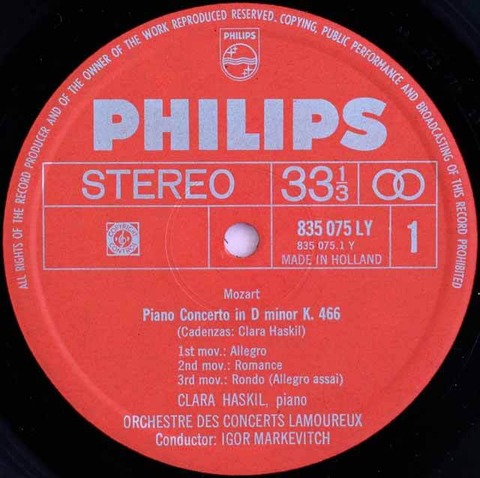 ALL RIGHTS OF THE RECORD PRODUCER AND OF THE OWNER OF THE WORK REPRODUCED RESERVED. COPYING, PUBLIC PERFORMANCE AND BROADCASTING OF THIS RECORD PROHIBITED
PHILIPS
PHILIPS
STEREO
33 1/3
835 075 LY
835 075.1 Y
MADE IN HOLLAND
1
Mozart
Piano Concerto in D minor K. 466
(Cadenzas: Clara Haskil)
1st mov.: Allegro
2nd mov.: Romance
3rd mov.: Rondo (Allegro assai)
CLARA HASKIL, piano
ORCHESTRE DES CONCERTS LAMOUREUX
Conductor: IGOR MARKEVITCH